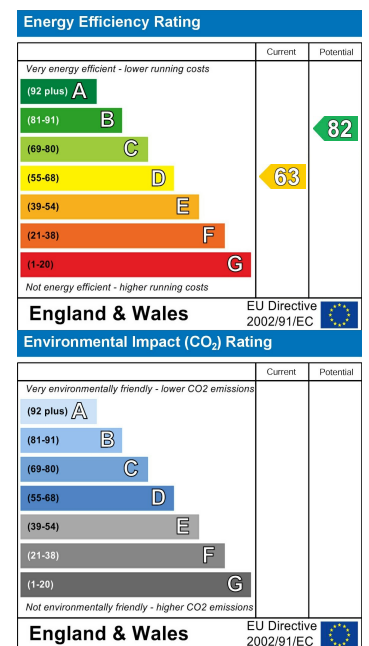 Energy Efficiency Rating
Current Potential
Very energy efficient - lower running costs
(92 plus) A
(81-91) B
(69-80) C
(55-68) D
(39-54) E
(21-38) F
(1-20) G
82
63
Not energy efficient - higher running costs
England & Wales
EU Directive
2002/91/EC
Environmental Impact (CO₂) Rating
Current Potential
Very environmentally friendly - lower CO2 emissions
(92 plus) A
(81-91) B
(69-80) C
(55-68) D
(39-54) E
(21-38) F
(1-20) G
Not environmentally friendly - higher CO2 emissions
England & Wales
EU Directive
2002/91/EC